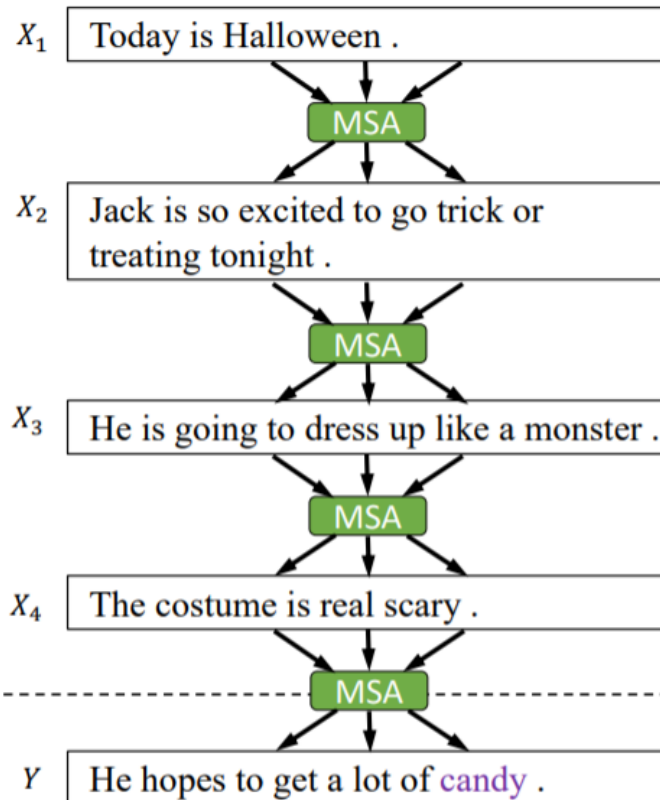 X₁ Today is Halloween .
MSA
X₂ Jack is so excited to go trick or
treating tonight .
MSA
X₃ He is going to dress up like a monster .
MSA
X₄ The costume is real scary .
MSA
Y He hopes to get a lot of candy .